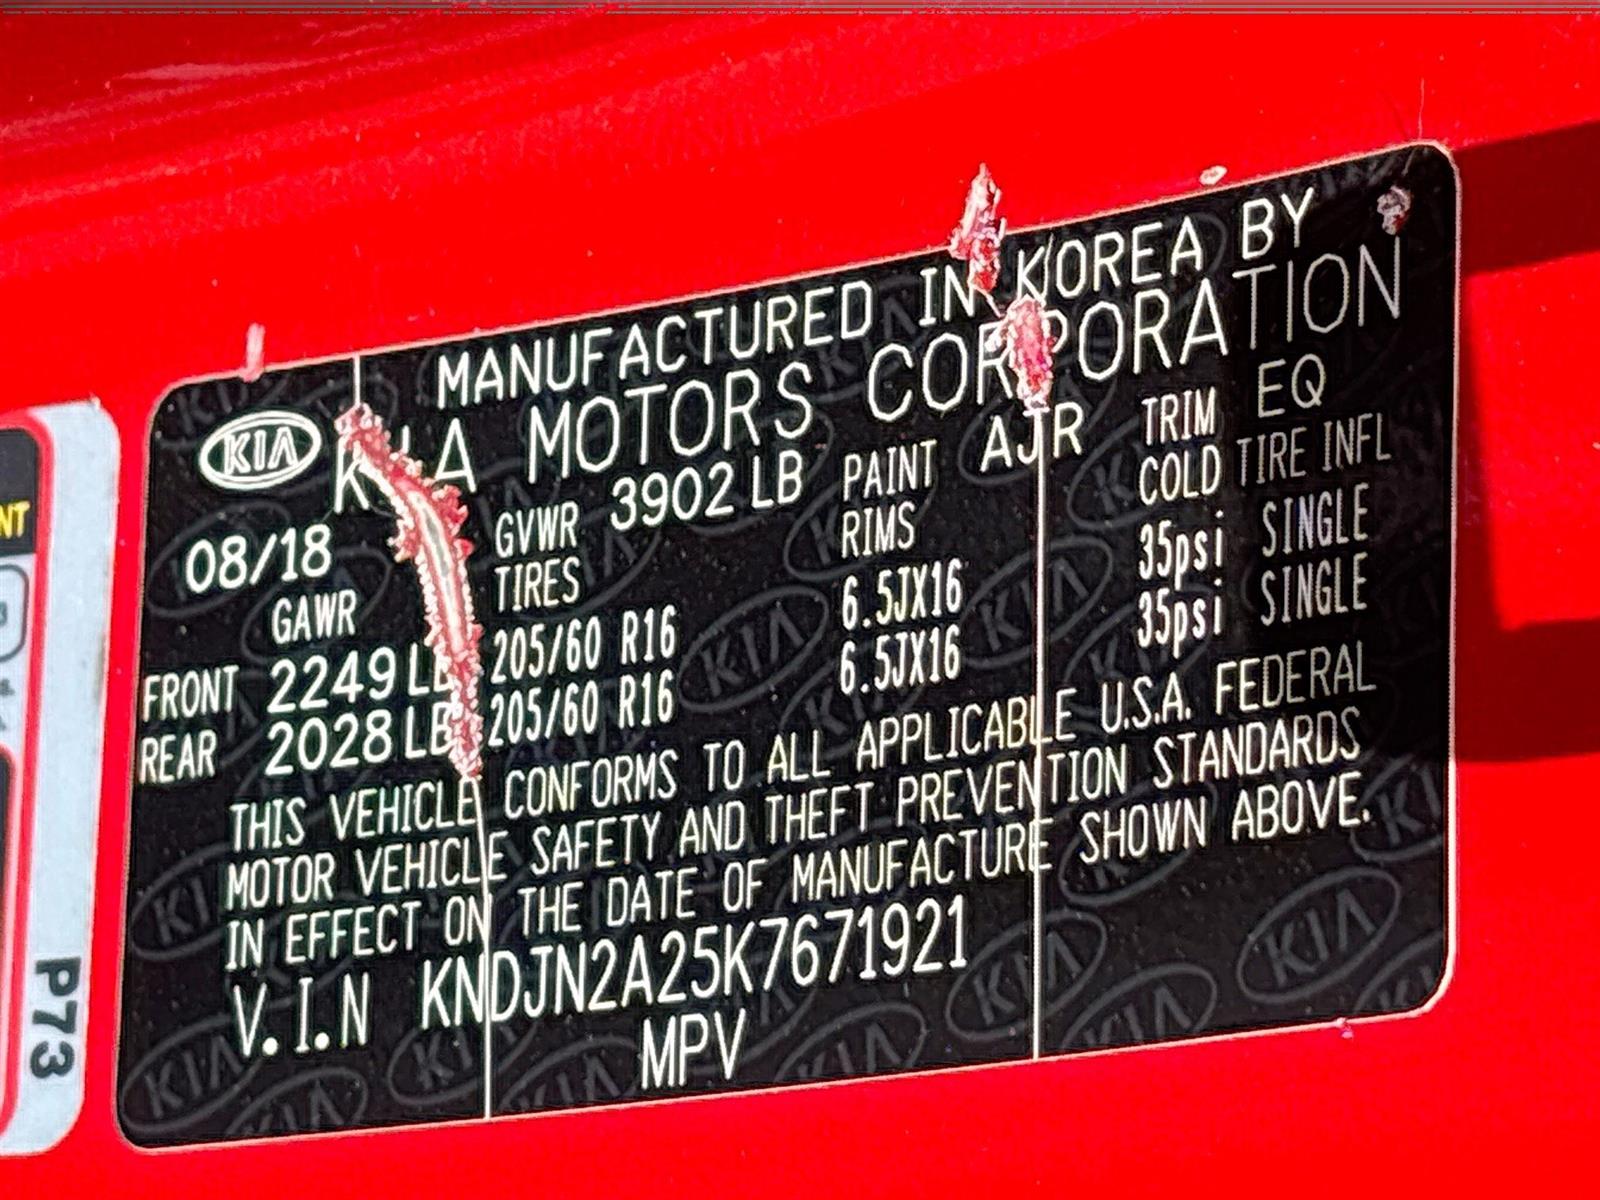 MANUFACTURED IN KOREA BY
KIA KIA MOTORS CORPORATION
08/18 GVWR 3902 LB PAINT AJR TRIM EQ
GAWR TIRES RIMS COLD TIRE INFL
FRONT 2249 LB 205/60 R16 6.5JX16 35psi SINGLE
REAR 2028 LB 205/60 R16 6.5JX16 35psi SINGLE
THIS VEHICLE CONFORMS TO ALL APPLICABLE U.S.A. FEDERAL
MOTOR VEHICLE SAFETY AND THEFT PREVENTION STANDARDS
IN EFFECT ON THE DATE OF MANUFACTURE SHOWN ABOVE.
V.I.N KNDJN2A25K7671921
MPV
NT
P73